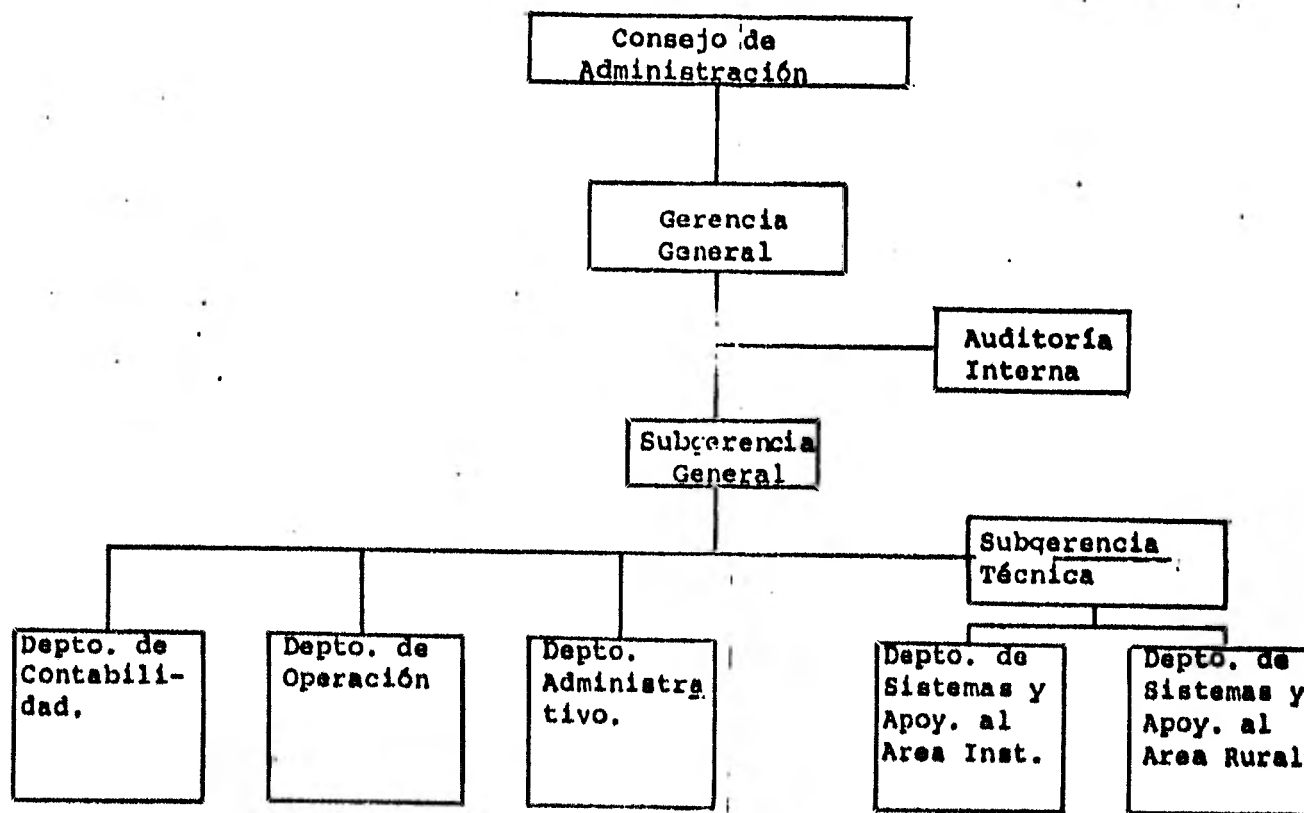 Consejo de
Administración
Gerencia
General
Auditoría
Interna
Subgerencia
General
Subgerencia
Técnica
Depto. de
Contabili-
dad.
Depto. de
Operación
Depto.
Administra
tivo.
Depto. de
Sistemas y
Apoy. al
Area Inst.
Depto. de
Sistemas y
Apoy. al
Area Rural